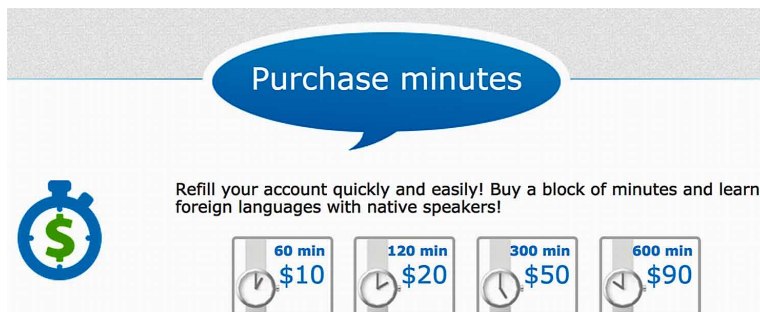 Purchase minutes
Refill your account quickly and easily! Buy a block of minutes and learn
foreign languages with native speakers!
60 min 120 min 300 min 600 min
$10 $20 $50 $90
$